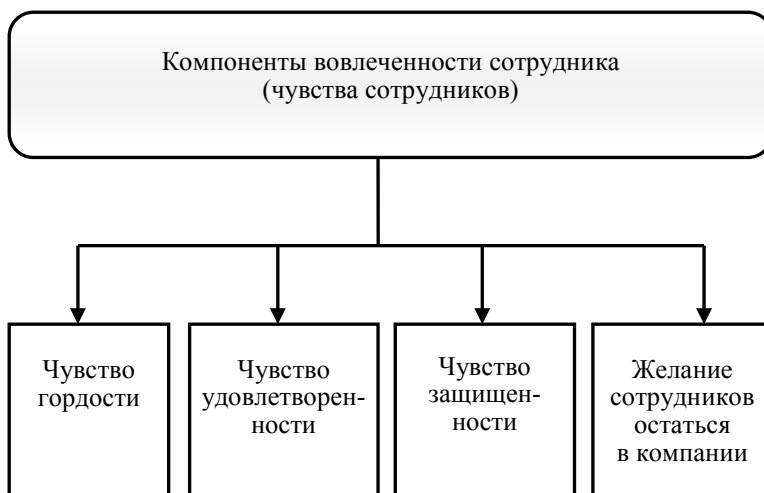 Компоненты вовлеченности сотрудника
(чувства сотрудников)
Чувство
гордости
Чувство
удовлетворен-
ности
Чувство
защищен-
ности
Желание
сотрудников
остаться
в компании